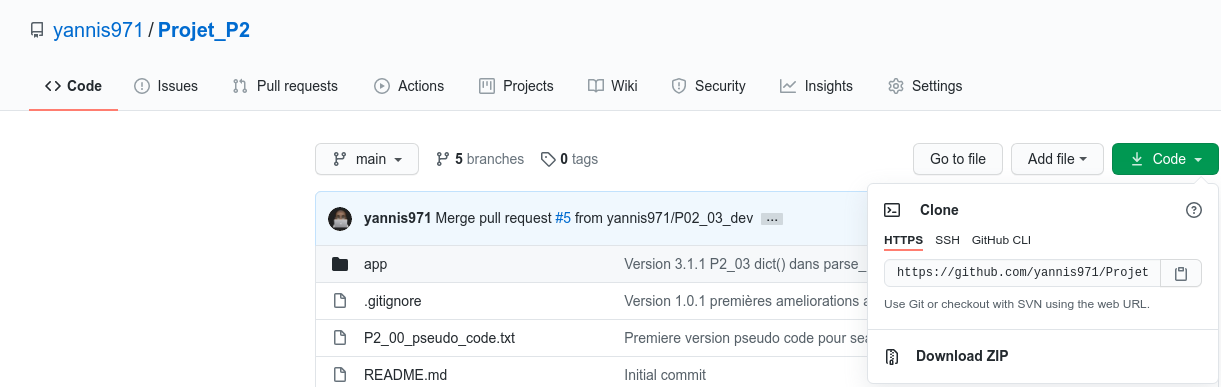 yannis971 / Projet_P2
Code Issues Pull requests Actions Projects Wiki Security Insights Settings
main 5 branches 0 tags Go to file Add file Code
yannis971 Merge pull request #5 from yannis971/P02_03_dev ...
app Version 3.1.1 P2_03 dict() dans parse_
.gitignore Version 1.0.1 premières ameliorations
P2_00_pseudo_code.txt Premiere version pseudo code pour
README.md Initial commit
Clone
HTTPS SSH GitHub CLI
https://github.com/yannis971/Projet
Use Git or checkout with SVN using the web URL.
Download ZIP